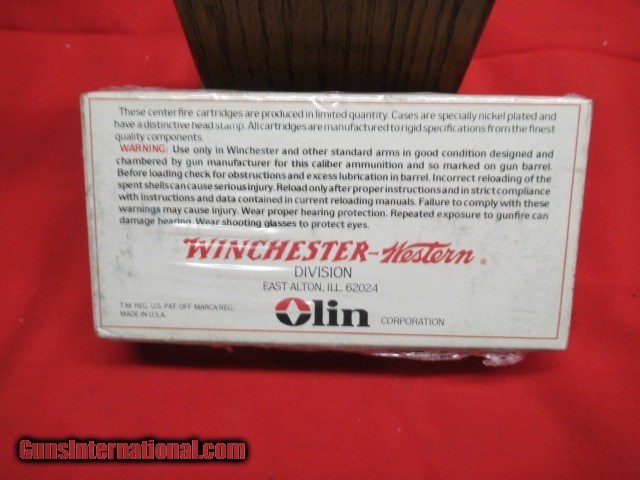 These center fire cartridges are produced in limited quantity. Cases are specially nickel plated and
have a distinctive head stamp. All cartridges are manufactured to rigid specifications from the finest
quality components.
WARNING: Use only in Winchester and other standard arms in good condition designed and
chambered by gun manufacturer for this caliber ammunition and so marked on gun barrel.
Before loading check for obstructions and excess lubrication in barrel. Incorrect reloading of the
spent shells can cause serious injury. Reload only after proper instructions and in strict compliance
with instructions and data contained in current reloading manuals. Failure to comply with these
warnings may cause injury. Wear proper hearing protection. Repeated exposure to gunfire can
damage hearing. Wear shooting glasses to protect eyes.
WINCHESTER-Western®
DIVISION
EAST ALTON, ILL. 62024
T.M. REG. U.S. PAT. OFF. MARCA REG.
MADE IN U.S.A.
Olin CORPORATION
GunsInternational.com